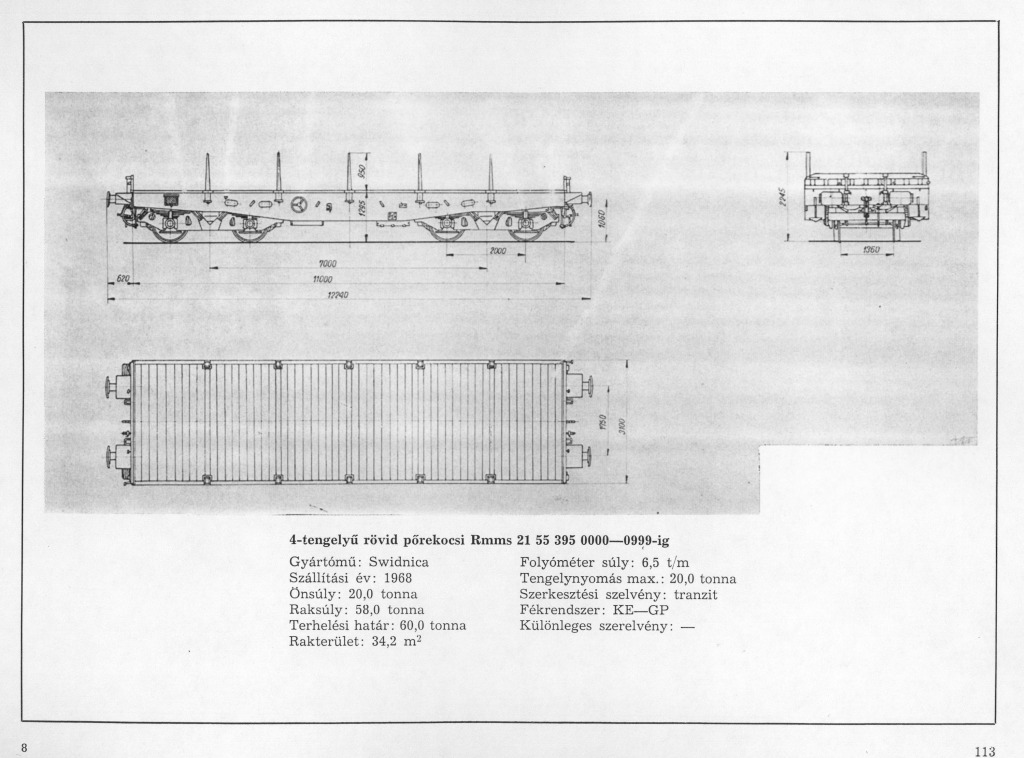 650
1295
1060
2000
7000
620
11000
12240
2245
1360
1750
3100
4-tengelyű rövid pőrekocsi Rmms 21 55 395 0000—0999-ig
Gyártómű: Swidnica
Szállítási év: 1968
Önsúly: 20,0 tonna
Raksúly: 58,0 tonna
Terhelési határ: 60,0 tonna
Rakterület: 34,2 m²
Folyóméter súly: 6,5 t/m
Tengelynyomás max.: 20,0 tonna
Szerkesztési szelvény: tranzit
Fékrendszer: KE—GP
Különleges szerelvény: —
8
113